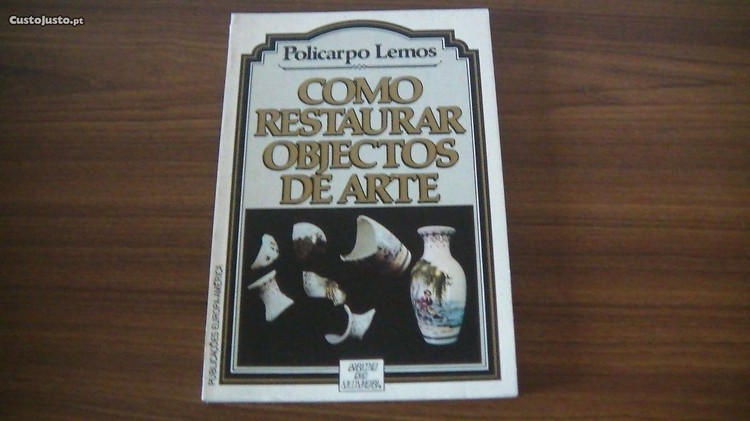 CustoJusto.pt
Policarpo Lemos
COMO
RESTAURAR
OBJECTOS
DE ARTE
PUBLICAÇÕES EUROPA-AMÉRICA